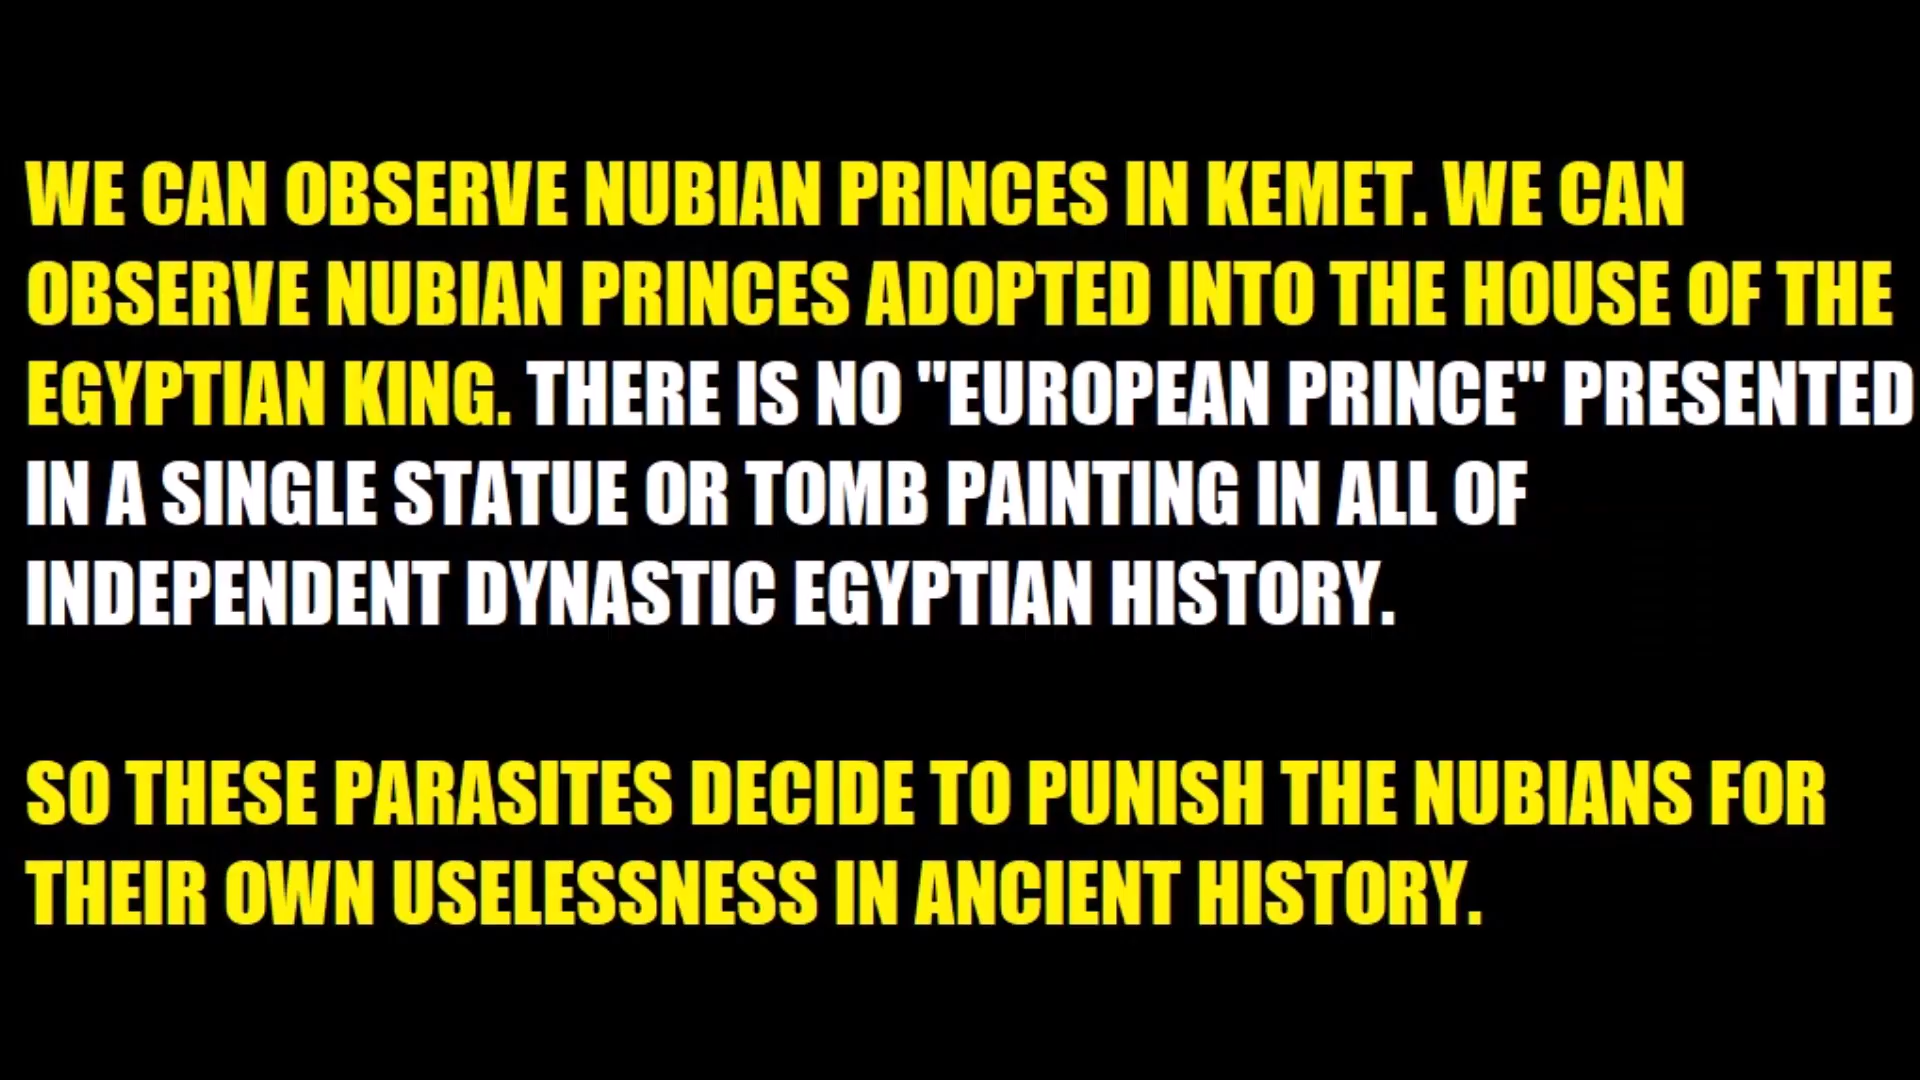 WE CAN OBSERVE NUBIAN PRINCES IN KEMET. WE CAN
OBSERVE NUBIAN PRINCES ADOPTED INTO THE HOUSE OF THE
EGYPTIAN KING. THERE IS NO "EUROPEAN PRINCE" PRESENTED
IN A SINGLE STATUE OR TOMB PAINTING IN ALL OF
INDEPENDENT DYNASTIC EGYPTIAN HISTORY.
SO THESE PARASITES DECIDE TO PUNISH THE NUBIANS FOR
THEIR OWN USELESSNESS IN ANCIENT HISTORY.